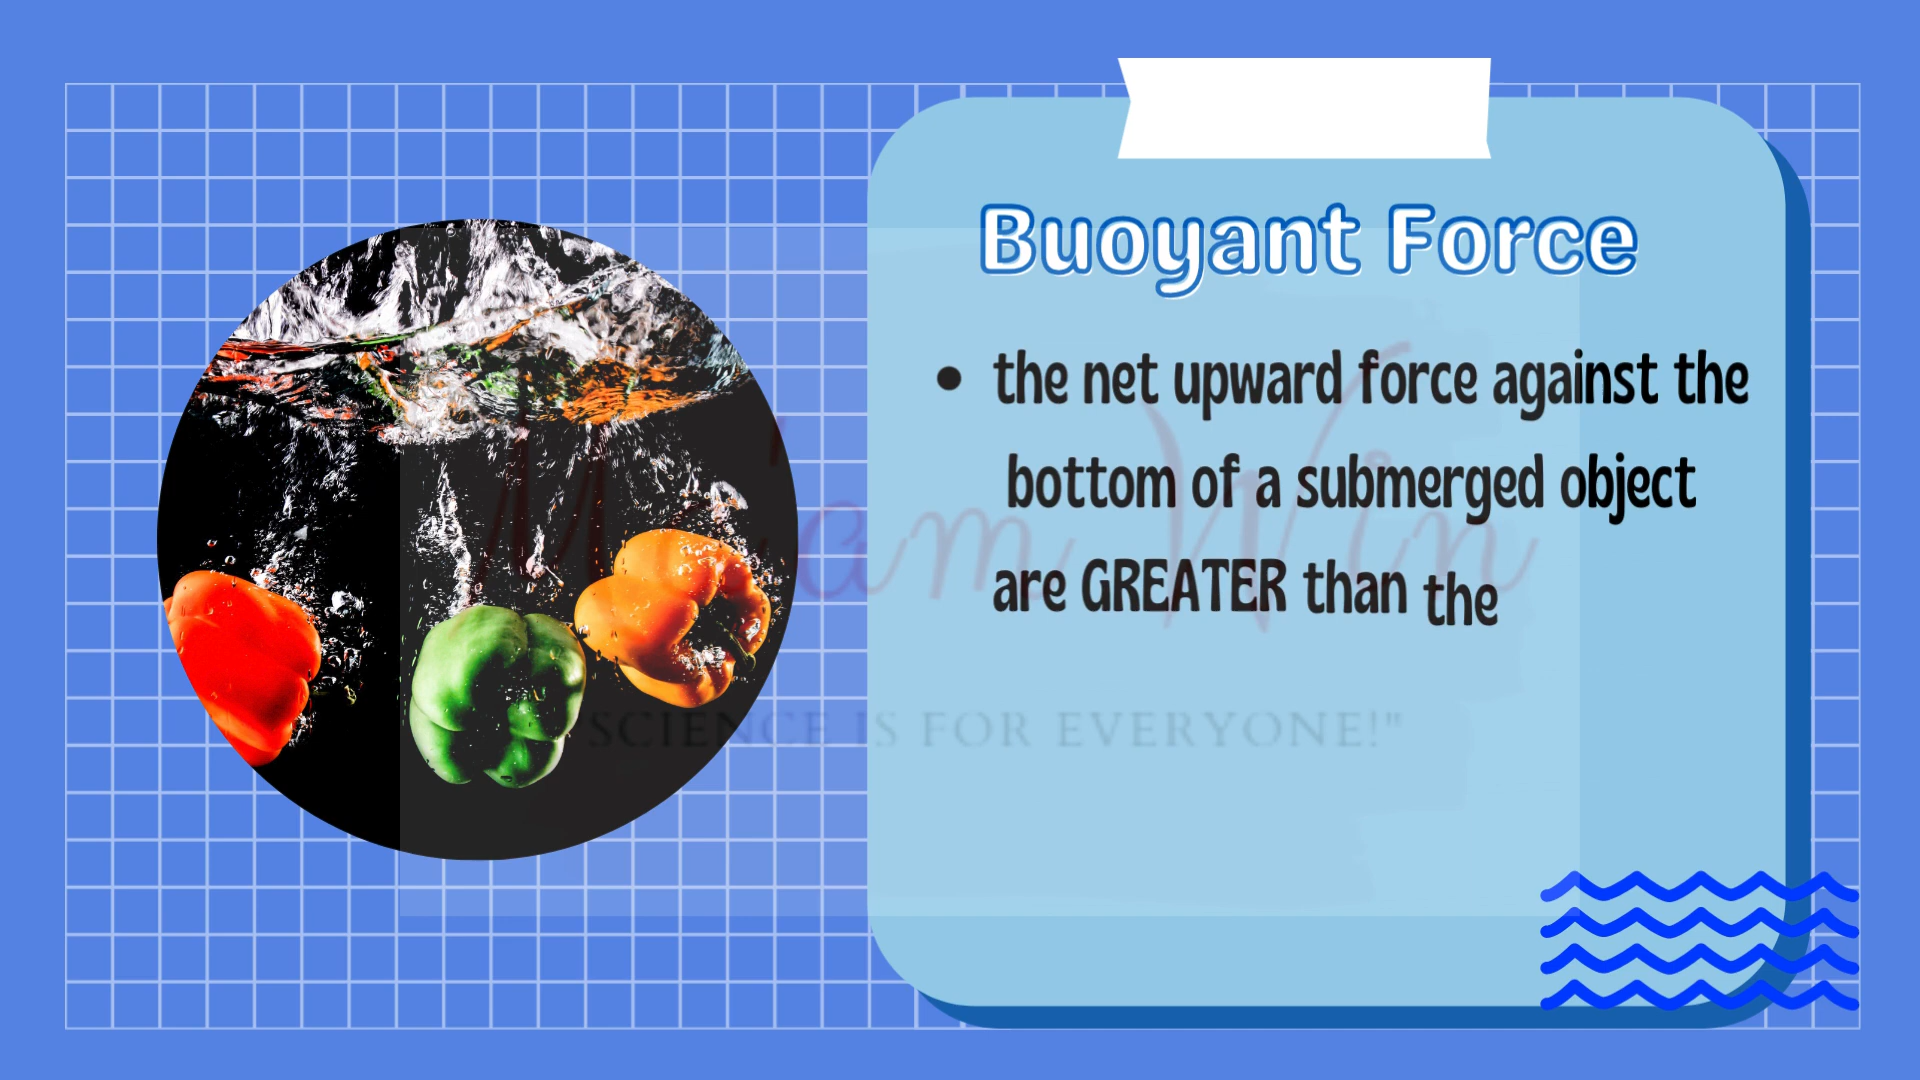 Buoyant Force
• the net upward force against the
bottom of a submerged object
are GREATER than the
"SCIENCE IS FOR EVERYONE!"